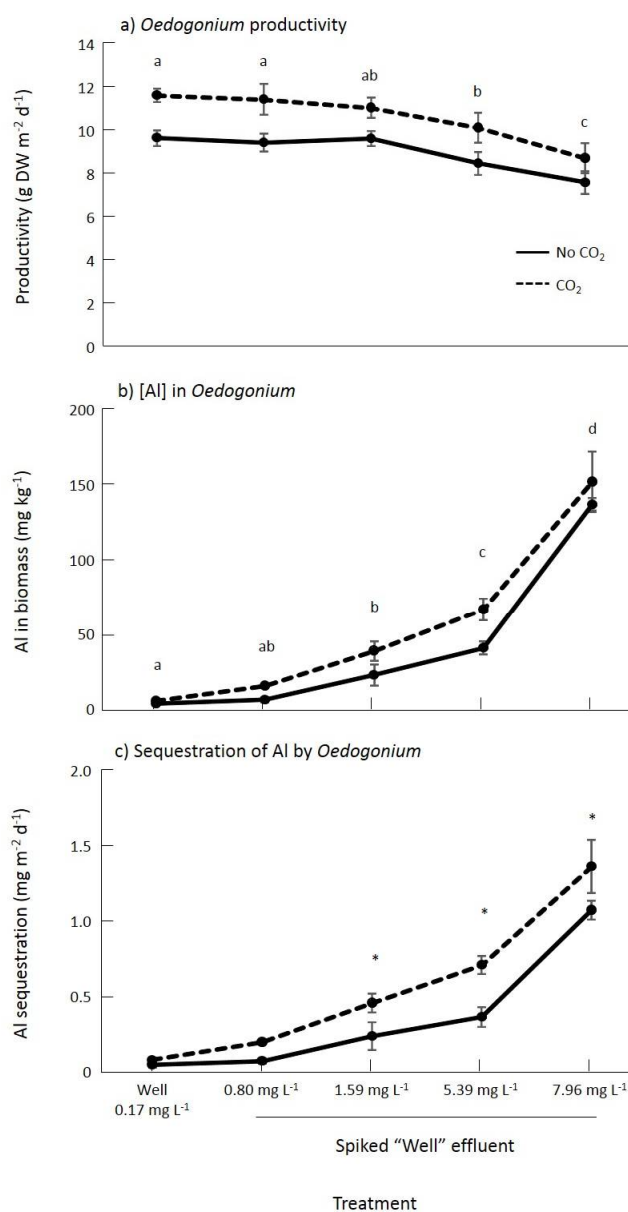 a) Oedogonium productivity
Productivity (g DW m⁻² d⁻¹)
14
12
10
8
6
4
2
0
a
a
ab
b
c
No CO₂
CO₂
b) [Al] in Oedogonium
Al in biomass (mg kg⁻¹)
200
150
100
50
0
a
ab
b
c
d
c) Sequestration of Al by Oedogonium
Al sequestration (mg m⁻² d⁻¹)
2.0
1.5
1.0
0.5
0
*
*
*
Well
0.17 mg L⁻¹
0.80 mg L⁻¹
1.59 mg L⁻¹
5.39 mg L⁻¹
7.96 mg L⁻¹
Spiked “Well” effluent
Treatment